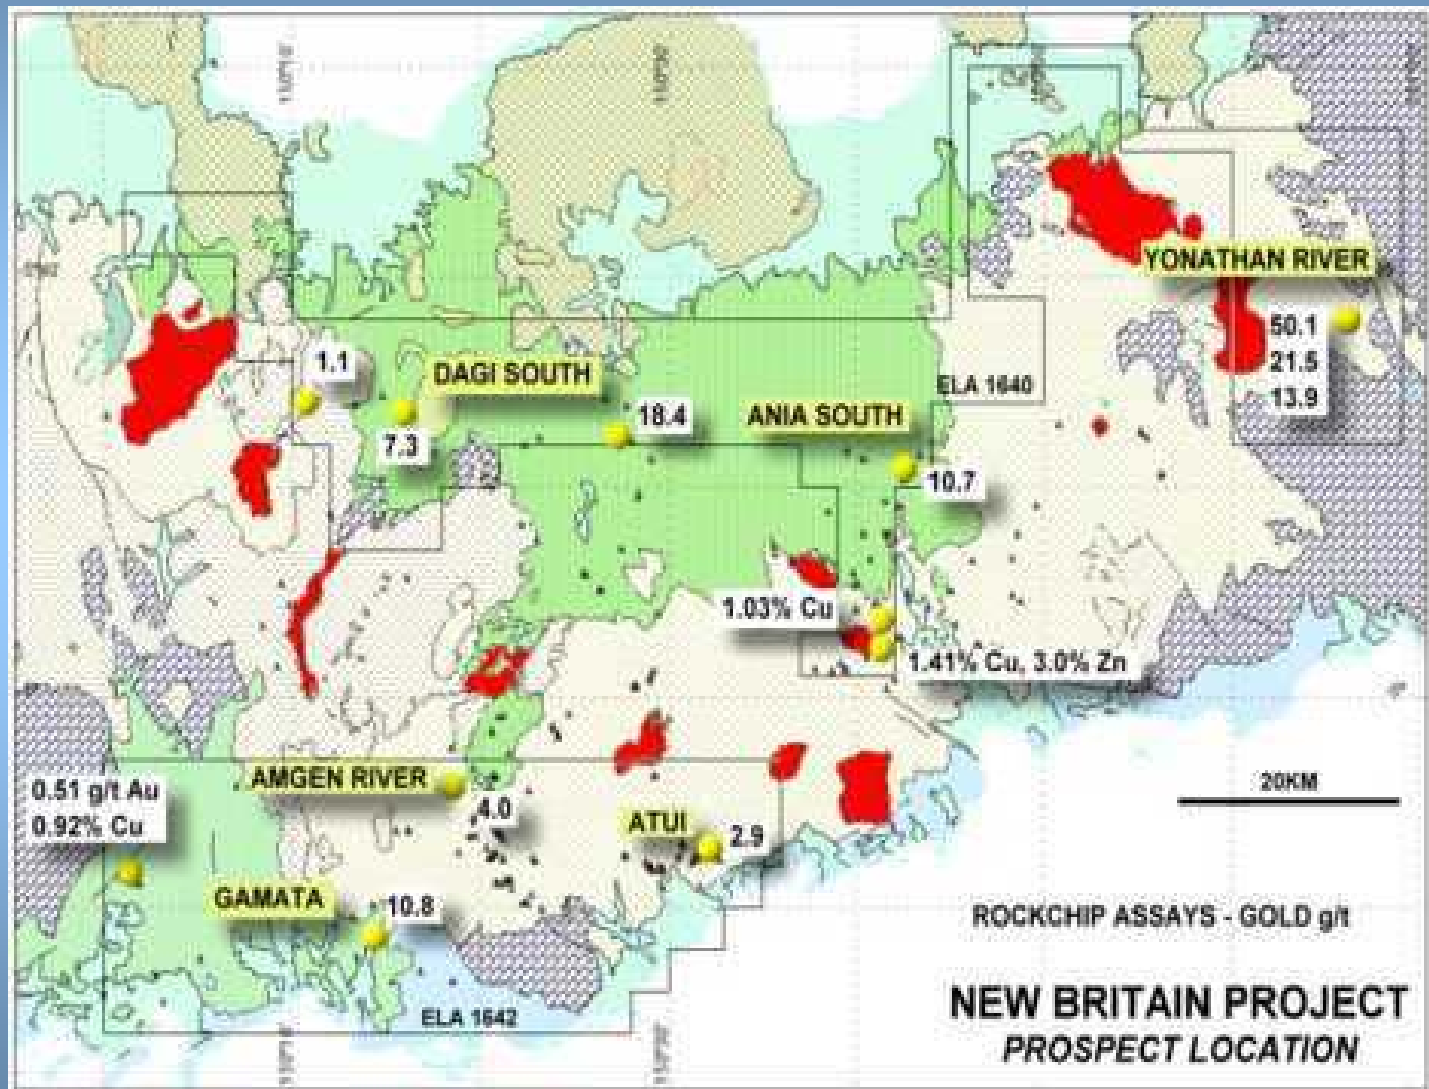 YONATHAN RIVER
50.1
21.5
13.9
1.1
DAGI SOUTH
7.3
18.4
ELA 1640
ANIA SOUTH
10.7
1.03% Cu
1.41% Cu, 3.0% Zn
AMGEN RIVER
4.0
0.51 g/t Au
0.92% Cu
ATUI
2.9
20KM
GAMATA
10.8
ROCKCHIP ASSAYS - GOLD g/t
ELA 1642
NEW BRITAIN PROJECT
PROSPECT LOCATION